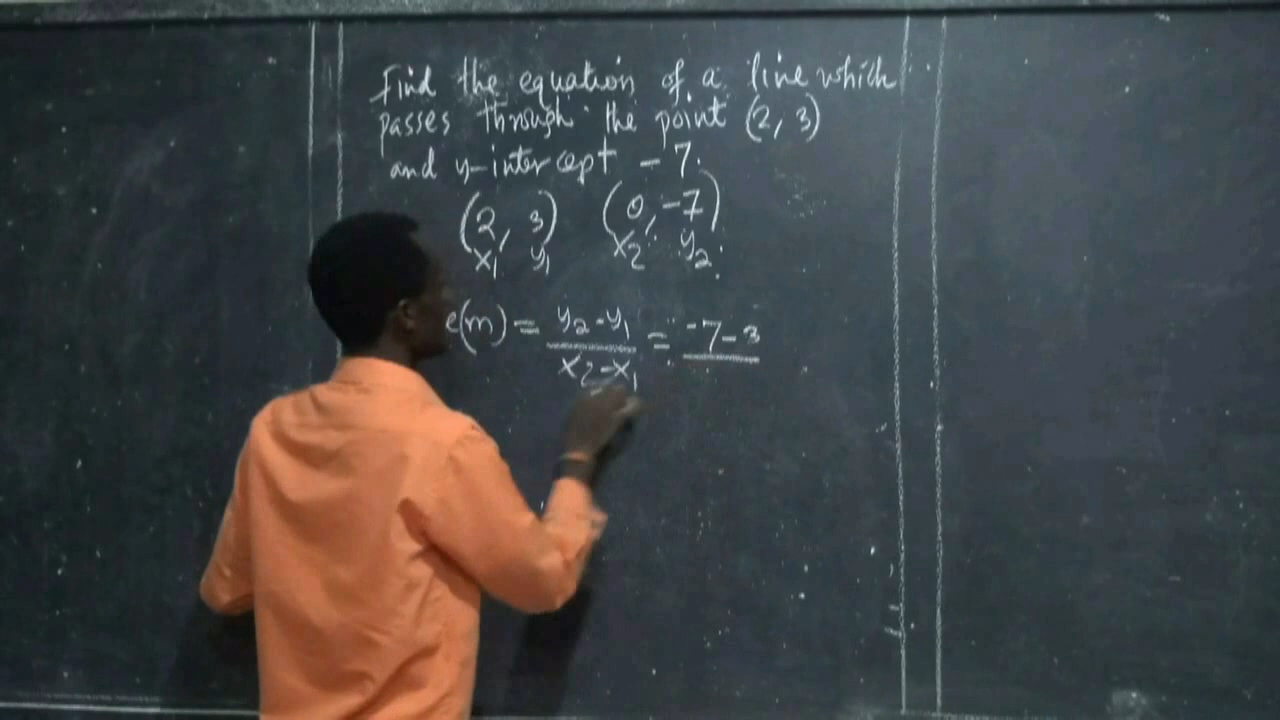 Find the equation of a line which
passes through the point (2, 3)
and y-intercept -7.
(2, 3) (0, -7)
x₁ y₁ x₂ y₂
e(m) = y₂-y₁ / x₂-x₁ = -7-3